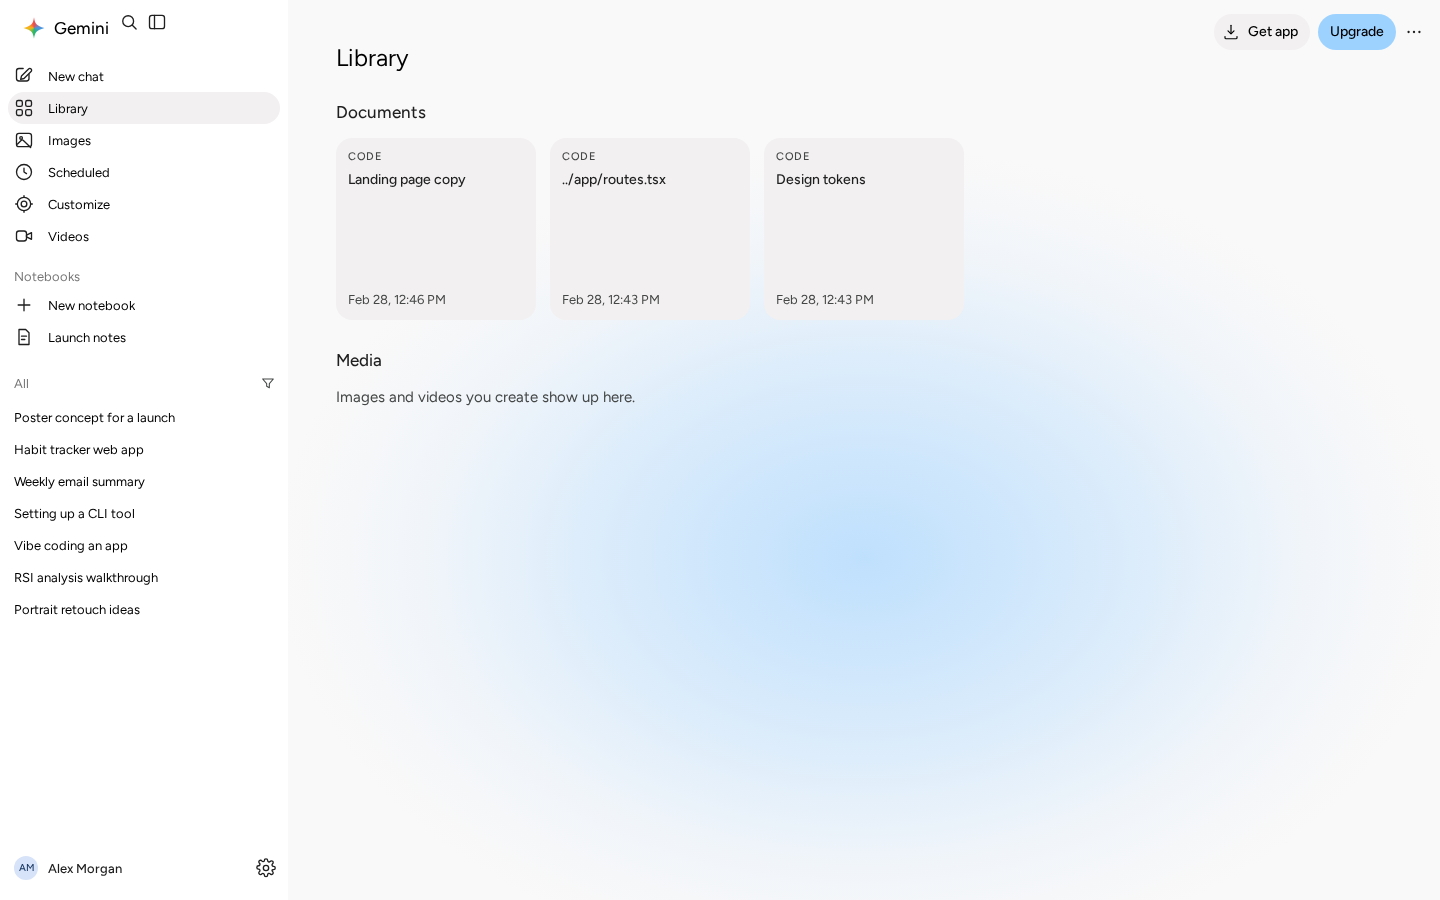 Gemini
New chat
Library
Images
Scheduled
Customize
Videos
Notebooks
New notebook
Launch notes
All
Poster concept for a launch
Habit tracker web app
Weekly email summary
Setting up a CLI tool
Vibe coding an app
RSI analysis walkthrough
Portrait retouch ideas
AM Alex Morgan
Get app Upgrade
Library
Documents
CODE
Landing page copy
Feb 28, 12:46 PM
CODE
../app/routes.tsx
Feb 28, 12:43 PM
CODE
Design tokens
Feb 28, 12:43 PM
Media
Images and videos you create show up here.